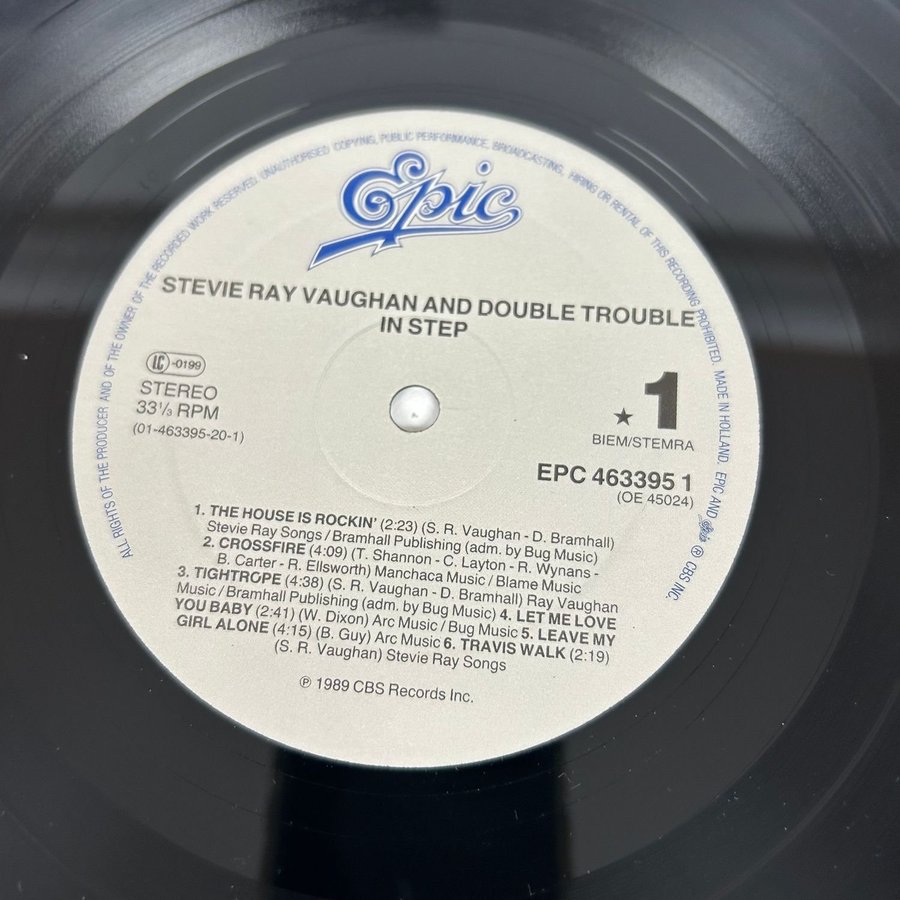 ALL RIGHTS OF THE PRODUCER AND OF THE OWNER OF THE RECORDED WORK RESERVED. UNAUTHORISED COPYING, PUBLIC PERFORMANCE, BROADCASTING, HIRING OR RENTAL OF THIS RECORDING PROHIBITED. MADE IN HOLLAND. EPIC AND Epic ® CBS INC.
Epic
STEVIE RAY VAUGHAN AND DOUBLE TROUBLE
IN STEP
LC-0199
STEREO
33⅓ RPM
(01-463395-20-1)
★ 1
BIEM/STEMRA
EPC 463395 1
(OE 45024)
1. THE HOUSE IS ROCKIN' (2:23) (S. R. Vaughan - D. Bramhall)
Stevie Ray Songs / Bramhall Publishing (adm. by Bug Music)
2. CROSSFIRE (4:09) (T. Shannon - C. Layton - R. Wynans -
B. Carter - R. Ellsworth) Manchaca Music / Blame Music
3. TIGHTROPE (4:38) (S. R. Vaughan - D. Bramhall) Ray Vaughan
Music / Bramhall Publishing (adm. by Bug Music) 4. LET ME LOVE
YOU BABY (2:41) (W. Dixon) Arc Music / Bug Music 5. LEAVE MY
GIRL ALONE (4:15) (B. Guy) Arc Music 6. TRAVIS WALK (2:19)
(S. R. Vaughan) Stevie Ray Songs
℗ 1989 CBS Records Inc.